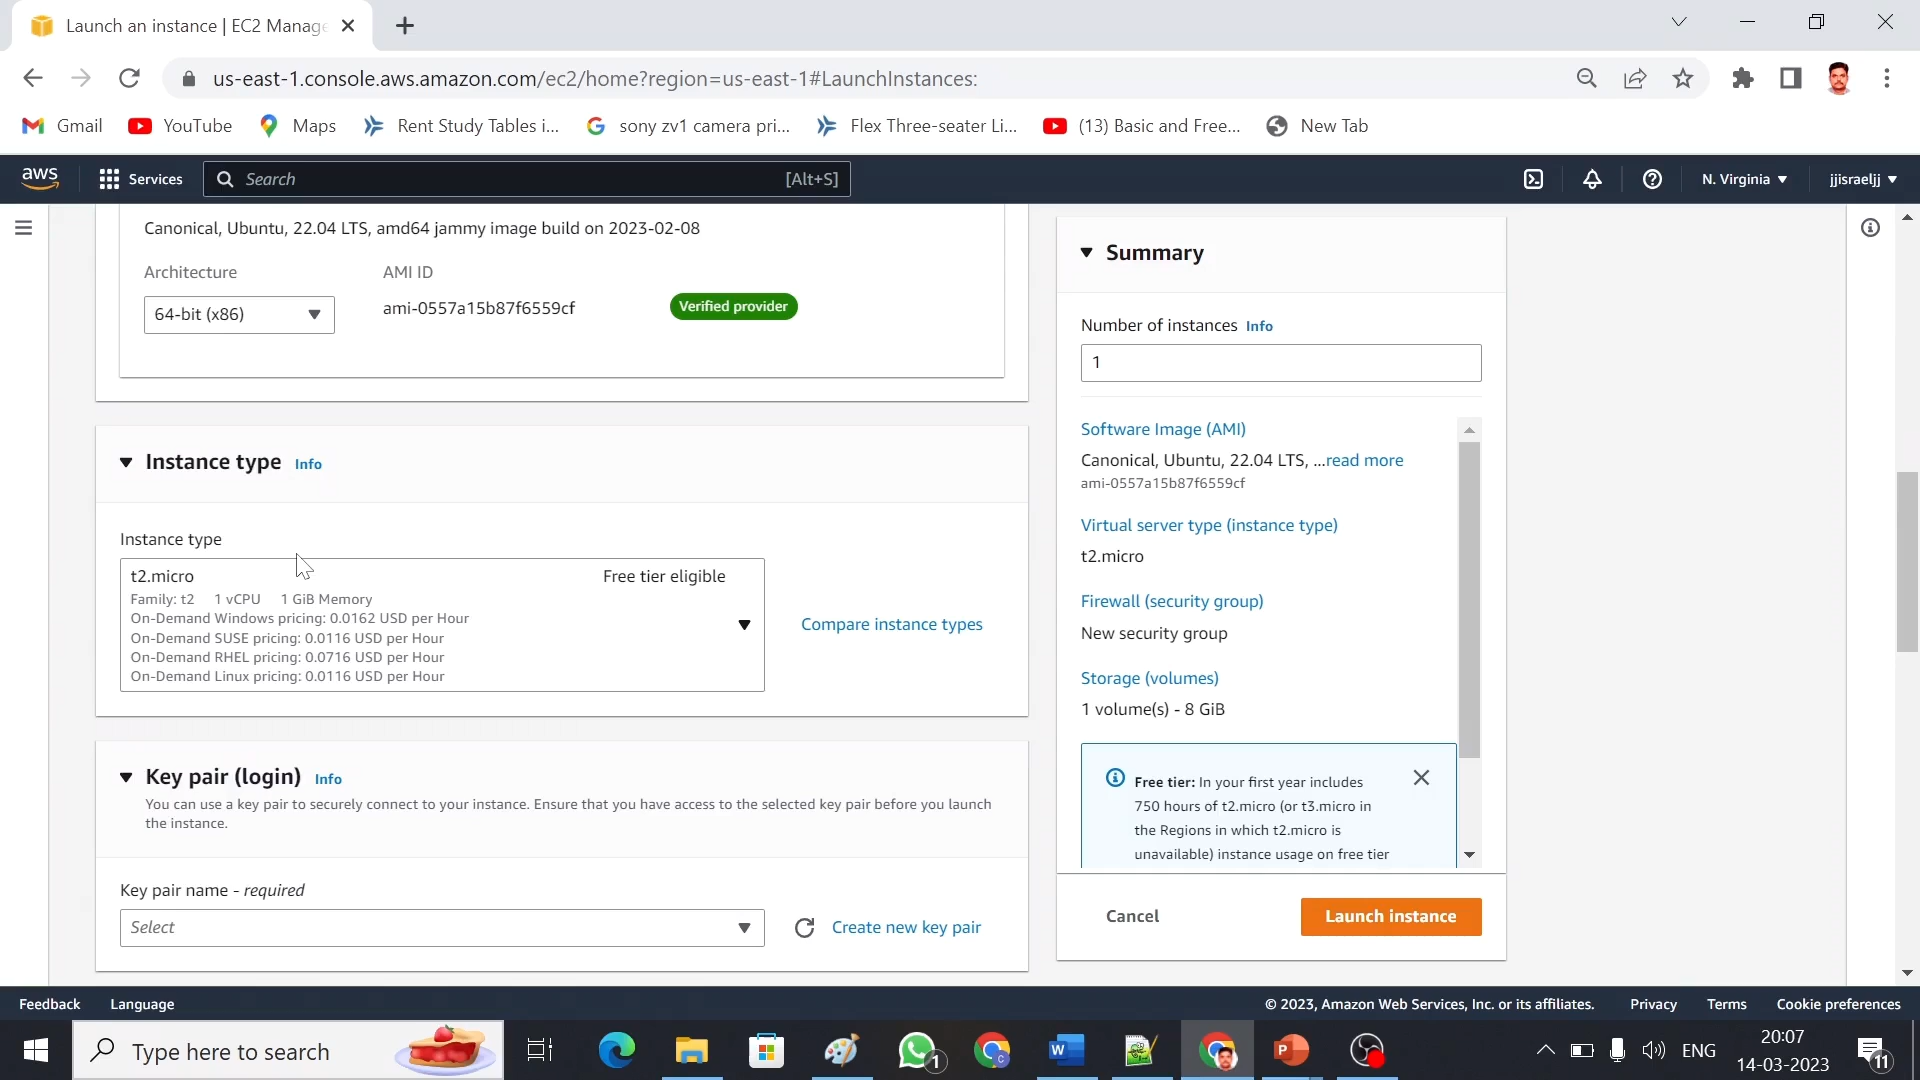 Launch an instance | EC2 Manage
us-east-1.console.aws.amazon.com/ec2/home?region=us-east-1#LaunchInstances:
Gmail
YouTube
Maps
Rent Study Tables i...
sony zv1 camera pri...
Flex Three-seater Li...
(13) Basic and Free...
New Tab
aws
Services
Search
[Alt+S]
N. Virginia
jjisraeljj
Canonical, Ubuntu, 22.04 LTS, amd64 jammy image build on 2023-02-08
Architecture
AMI ID
64-bit (x86)
ami-0557a15b87f6559cf
Verified provider
Instance type Info
Instance type
t2.micro
Free tier eligible
Family: t2 1 vCPU 1 GiB Memory
On-Demand Windows pricing: 0.0162 USD per Hour
On-Demand SUSE pricing: 0.0116 USD per Hour
On-Demand RHEL pricing: 0.0716 USD per Hour
On-Demand Linux pricing: 0.0116 USD per Hour
Compare instance types
Key pair (login) Info
You can use a key pair to securely connect to your instance. Ensure that you have access to the selected key pair before you launch
the instance.
Key pair name - required
Select
Create new key pair
Summary
Number of instances Info
1
Software Image (AMI)
Canonical, Ubuntu, 22.04 LTS, ...read more
ami-0557a15b87f6559cf
Virtual server type (instance type)
t2.micro
Firewall (security group)
New security group
Storage (volumes)
1 volume(s) - 8 GiB
Free tier: In your first year includes
750 hours of t2.micro (or t3.micro in
the Regions in which t2.micro is
unavailable) instance usage on free tier
Cancel
Launch instance
Feedback
Language
© 2023, Amazon Web Services, Inc. or its affiliates.
Privacy
Terms
Cookie preferences
Type here to search
1
ENG
20:07
14-03-2023
11